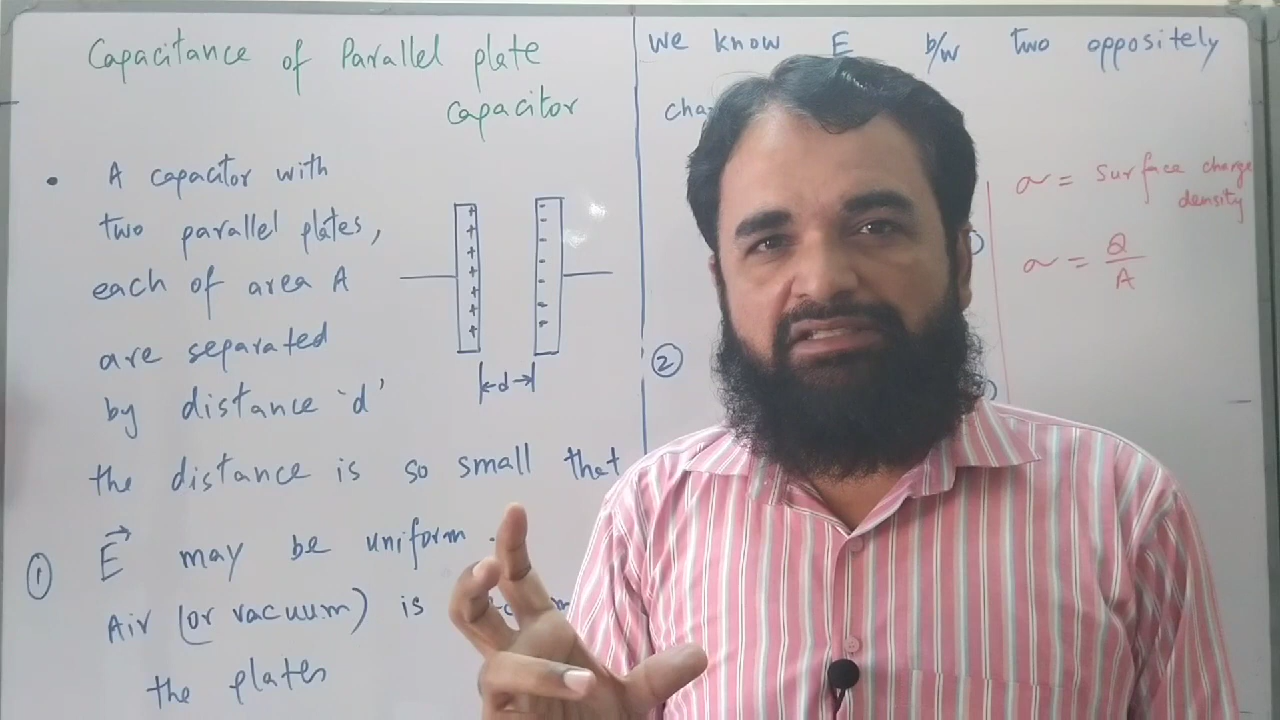 Capacitance of Parallel plate
capacitor
• A capacitor with
two parallel plates,
each of area A
are separated
by distance 'd'
the distance is so small that
① E⃗ may be uniform.
Air (or vacuum) is
the plates
+ + + + + + +
- - - - - - -
d
we know E b/w two oppositely
②
σ = surface charge
density
σ = Q/A